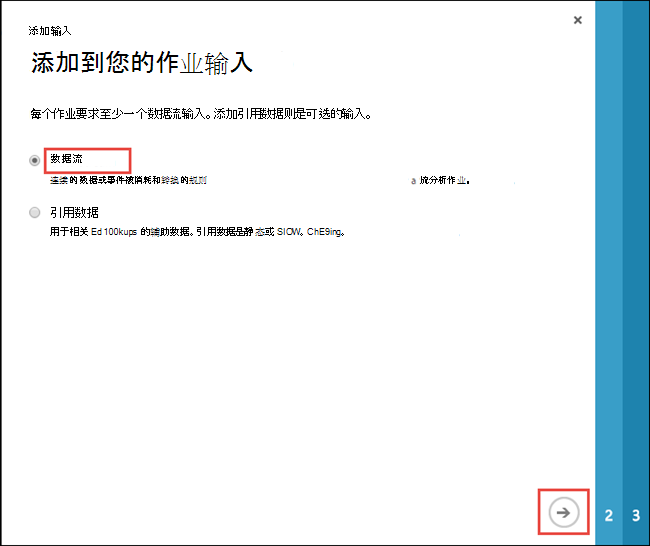 添加输入
添加到您的作业输入
每个作业要求至少一个数据流输入。添加引用数据则是可选的输入。
数据流
连续的数据或事件被消耗和转换的规则 a 流分析作业。
引用数据
用于相关 Ed 100kups 的辅助数据。引用数据是静态或 SIOW。ChE9ing。
2 3